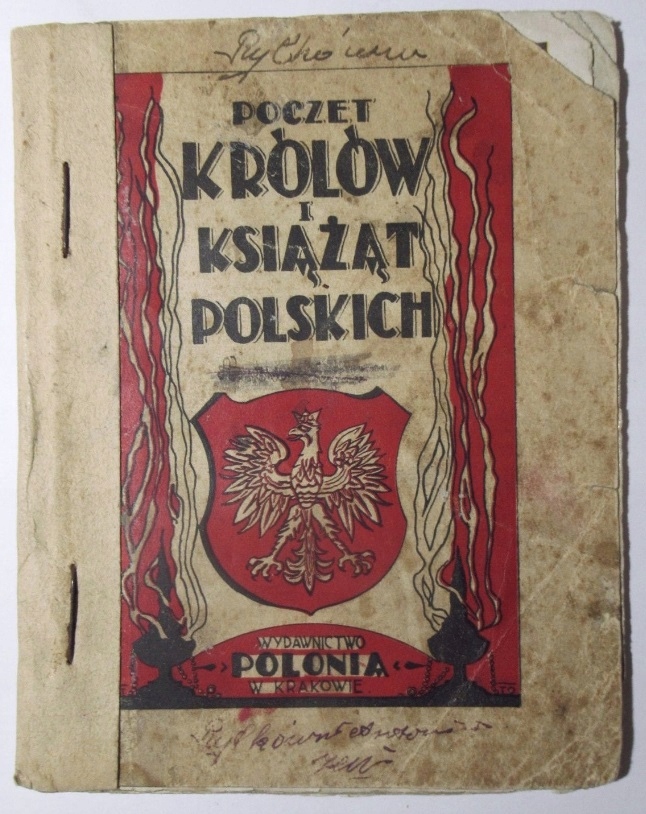 POCZET
KRÓLÓW
I
KSIĄŻĄT
POLSKICH
WYDAWNICTWO
POLONIA
W KRAKOWIE